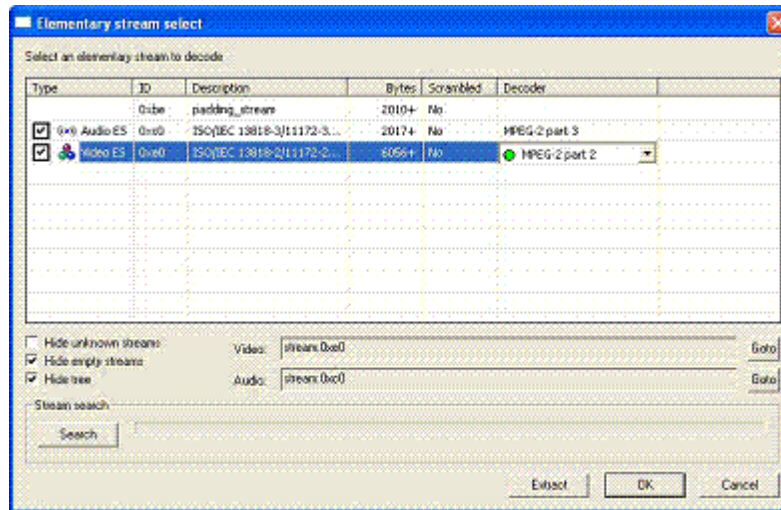 Elementary stream select
Select an elementary stream to decode
Type ID Description Bytes Scrambled Decoder
0xbe padding_stream 2010+ No
Audio ES 0xc0 ISO/IEC 13818-3/11172-3... 2017+ No MPEG-2 part 3
Video ES 0xe0 ISO/IEC 13818-2/11172-2... 6056+ No MPEG-2 part 2
Hide unknown streams
Video: stream:0xe0 Goto
Hide empty streams
Hide tree
Audio: stream:0xc0 Goto
Stream search
Search
Extract OK Cancel